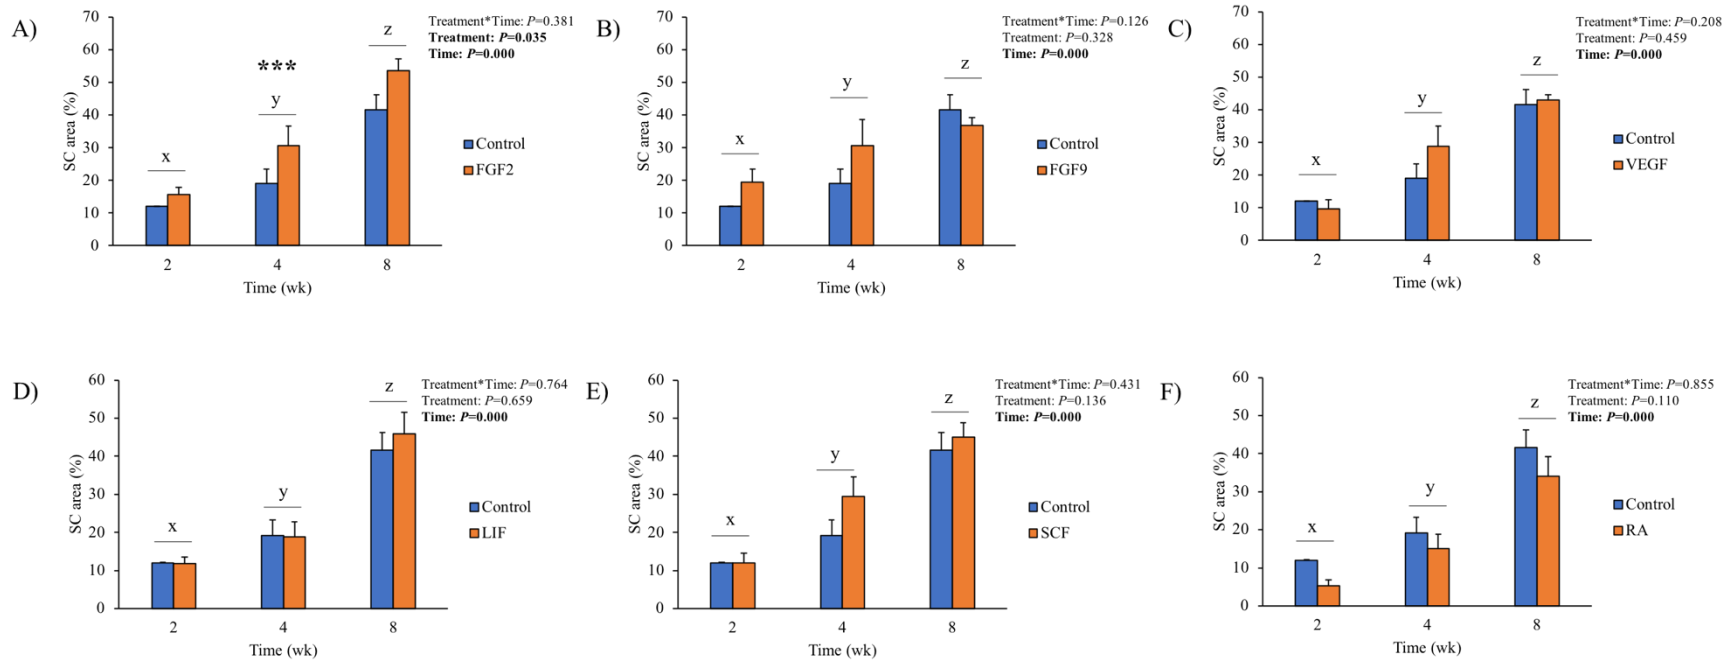 A)
Treatment*Time: P=0.381
Treatment: P=0.035
Time: P=0.000
SC area (%)
70
60
50
40
30
20
10
0
x
***
y
z
Control
FGF2
2
4
8
Time (wk)
B)
Treatment*Time: P=0.126
Treatment: P=0.328
Time: P=0.000
SC area (%)
70
60
50
40
30
20
10
0
x
y
z
Control
FGF9
2
4
8
Time (wk)
C)
Treatment*Time: P=0.208
Treatment: P=0.459
Time: P=0.000
SC area (%)
70
60
50
40
30
20
10
0
x
y
z
Control
VEGF
2
4
8
Time (wk)
D)
Treatment*Time: P=0.764
Treatment: P=0.659
Time: P=0.000
SC area (%)
60
50
40
30
20
10
0
x
y
z
Control
LIF
2
4
8
Time (wk)
E)
Treatment*Time: P=0.431
Treatment: P=0.136
Time: P=0.000
SC area (%)
60
50
40
30
20
10
0
x
y
z
Control
SCF
2
4
8
Time (wk)
F)
Treatment*Time: P=0.855
Treatment: P=0.110
Time: P=0.000
SC area (%)
60
50
40
30
20
10
0
x
y
z
Control
RA
2
4
8
Time (wk)